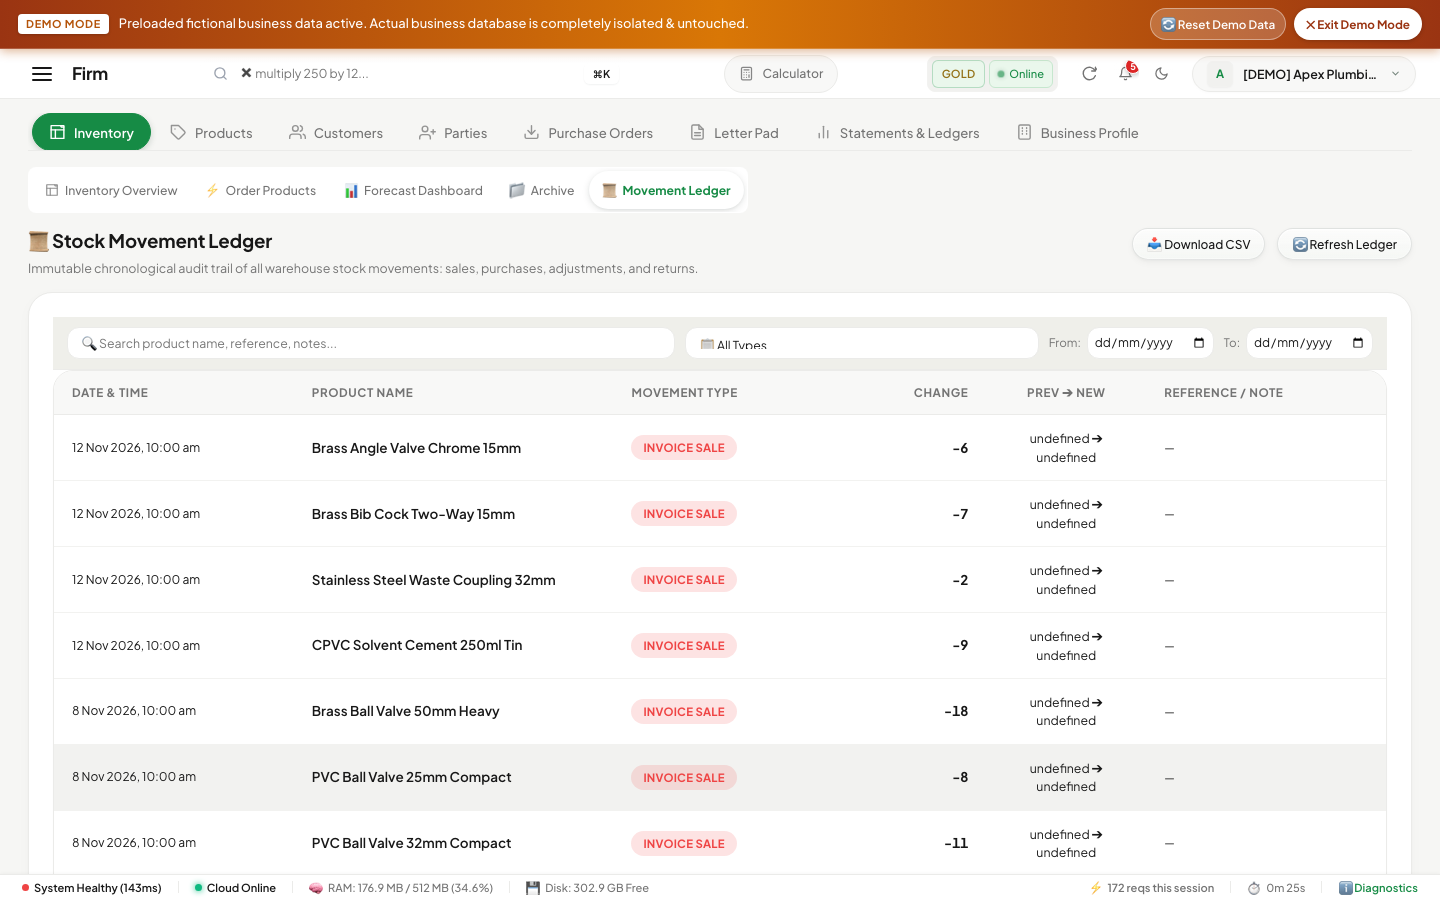 DEMO MODE Preloaded fictional business data active. Actual business database is completely isolated & untouched. Reset Demo Data Exit Demo Mode
Firm multiply 250 by 12... ⌘K Calculator GOLD Online 5 A [DEMO] Apex Plumbi...
Inventory Products Customers Parties Purchase Orders Letter Pad Statements & Ledgers Business Profile
Inventory Overview Order Products Forecast Dashboard Archive Movement Ledger
Stock Movement Ledger Download CSV Refresh Ledger
Immutable chronological audit trail of all warehouse stock movements: sales, purchases, adjustments, and returns.
Search product name, reference, notes... All Types From: dd/mm/yyyy To: dd/mm/yyyy
DATE & TIME PRODUCT NAME MOVEMENT TYPE CHANGE PREV ➔ NEW REFERENCE / NOTE
12 Nov 2026, 10:00 am Brass Angle Valve Chrome 15mm INVOICE SALE -6 undefined ➔ —
undefined
12 Nov 2026, 10:00 am Brass Bib Cock Two-Way 15mm INVOICE SALE -7 undefined ➔ —
undefined
12 Nov 2026, 10:00 am Stainless Steel Waste Coupling 32mm INVOICE SALE -2 undefined ➔ —
undefined
12 Nov 2026, 10:00 am CPVC Solvent Cement 250ml Tin INVOICE SALE -9 undefined ➔ —
undefined
8 Nov 2026, 10:00 am Brass Ball Valve 50mm Heavy INVOICE SALE -18 undefined ➔ —
undefined
8 Nov 2026, 10:00 am PVC Ball Valve 25mm Compact INVOICE SALE -8 undefined ➔ —
undefined
8 Nov 2026, 10:00 am PVC Ball Valve 32mm Compact INVOICE SALE -11 undefined ➔ —
undefined
System Healthy (143ms) Cloud Online RAM: 176.9 MB / 512 MB (34.6%) Disk: 302.9 GB Free 172 reqs this session 0m 25s Diagnostics